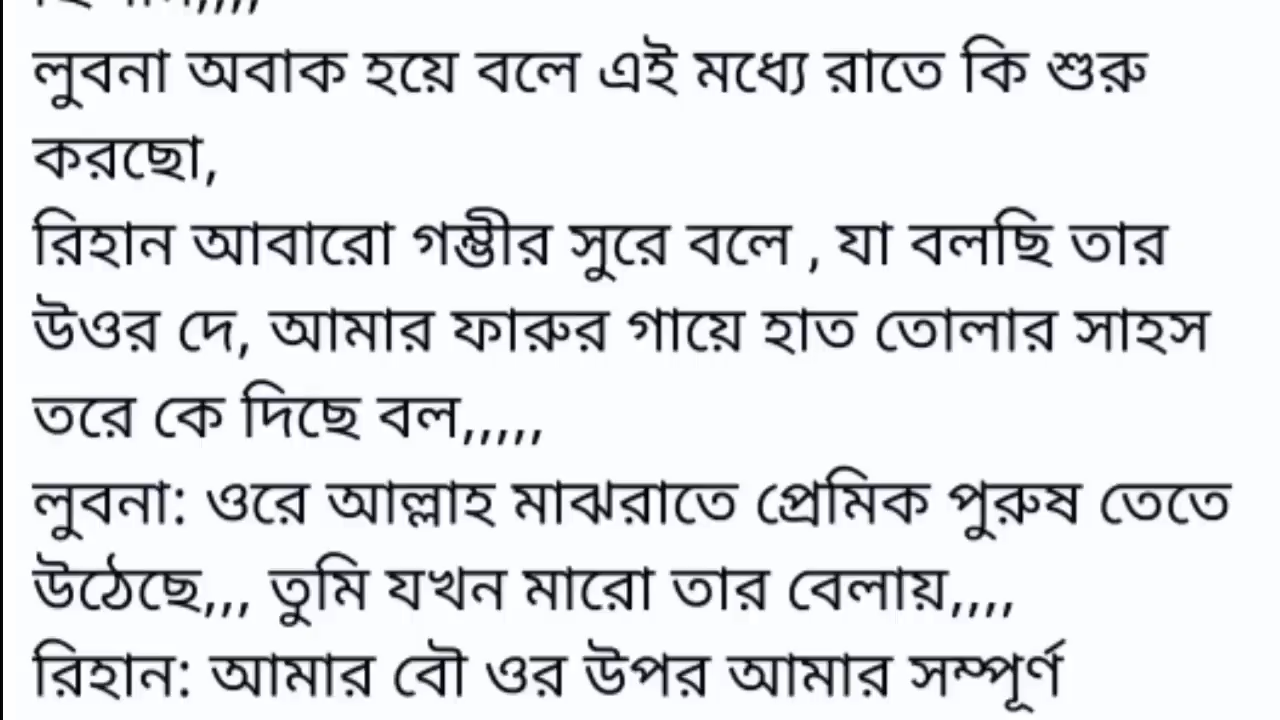 লুবনা অবাক হয়ে বলে এই মধ্যে রাতে কি শুরু
করছো,
রিহান আবারো গম্ভীর সুরে বলে , যা বলছি তার
উওর দে, আমার ফারুর গায়ে হাত তোলার সাহস
তরে কে দিছে বল,,,,,
লুবনা: ওরে আল্লাহ মাঝরাতে প্রেমিক পুরুষ তেতে
উঠেছে,,, তুমি যখন মারো তার বেলায়,,,,
রিহান: আমার বৌ ওর উপর আমার সম্পূর্ণ